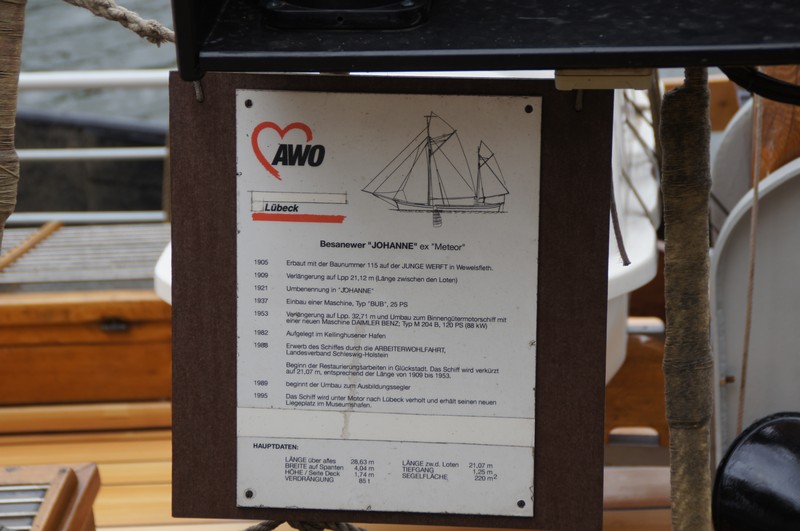 AWO
Lübeck
Besanewer "JOHANNE" ex "Meteor"
1905 Erbaut mit der Baunummer 115 auf der JUNGE WERFT in Wewelsfleth.
1909 Verlängerung auf Lpp 21,12 m (Länge zwischen den Loten)
1921 Umbenennung in "JOHANNE"
1937 Einbau einer Maschine, Typ "BUB", 25 PS
1953 Verlängerung auf Lpp. 32,71 m und Umbau zum Binnengütermotorschiff mit
einer neuen Maschine DAIMLER BENZ; Typ M 204 B, 120 PS (88 kW)
1982 Aufgelegt im Kellinghusener Hafen
1988 Erwerb des Schiffes durch die ARBEITERWOHLFAHRT,
Landesverband Schleswig-Holstein
Beginn der Restaurierungsarbeiten in Glückstadt. Das Schiff wird verkürzt
auf 21,07 m, entsprechend der Länge von 1909 bis 1953.
1989 beginnt der Umbau zum Ausbildungssegler
1995 Das Schiff wird unter Motor nach Lübeck verholt und erhält seinen neuen
Liegeplatz im Museumshafen.
HAUPTDATEN:
LÄNGE über alles 28,63 m LÄNGE zw.d. Loten 21,07 m
BREITE auf Spanten 4,04 m TIEFGANG 1,25 m
HÖHE / Seite Deck 1,74 m SEGELFLÄCHE 220 m²
VERDRÄNGUNG 85 t